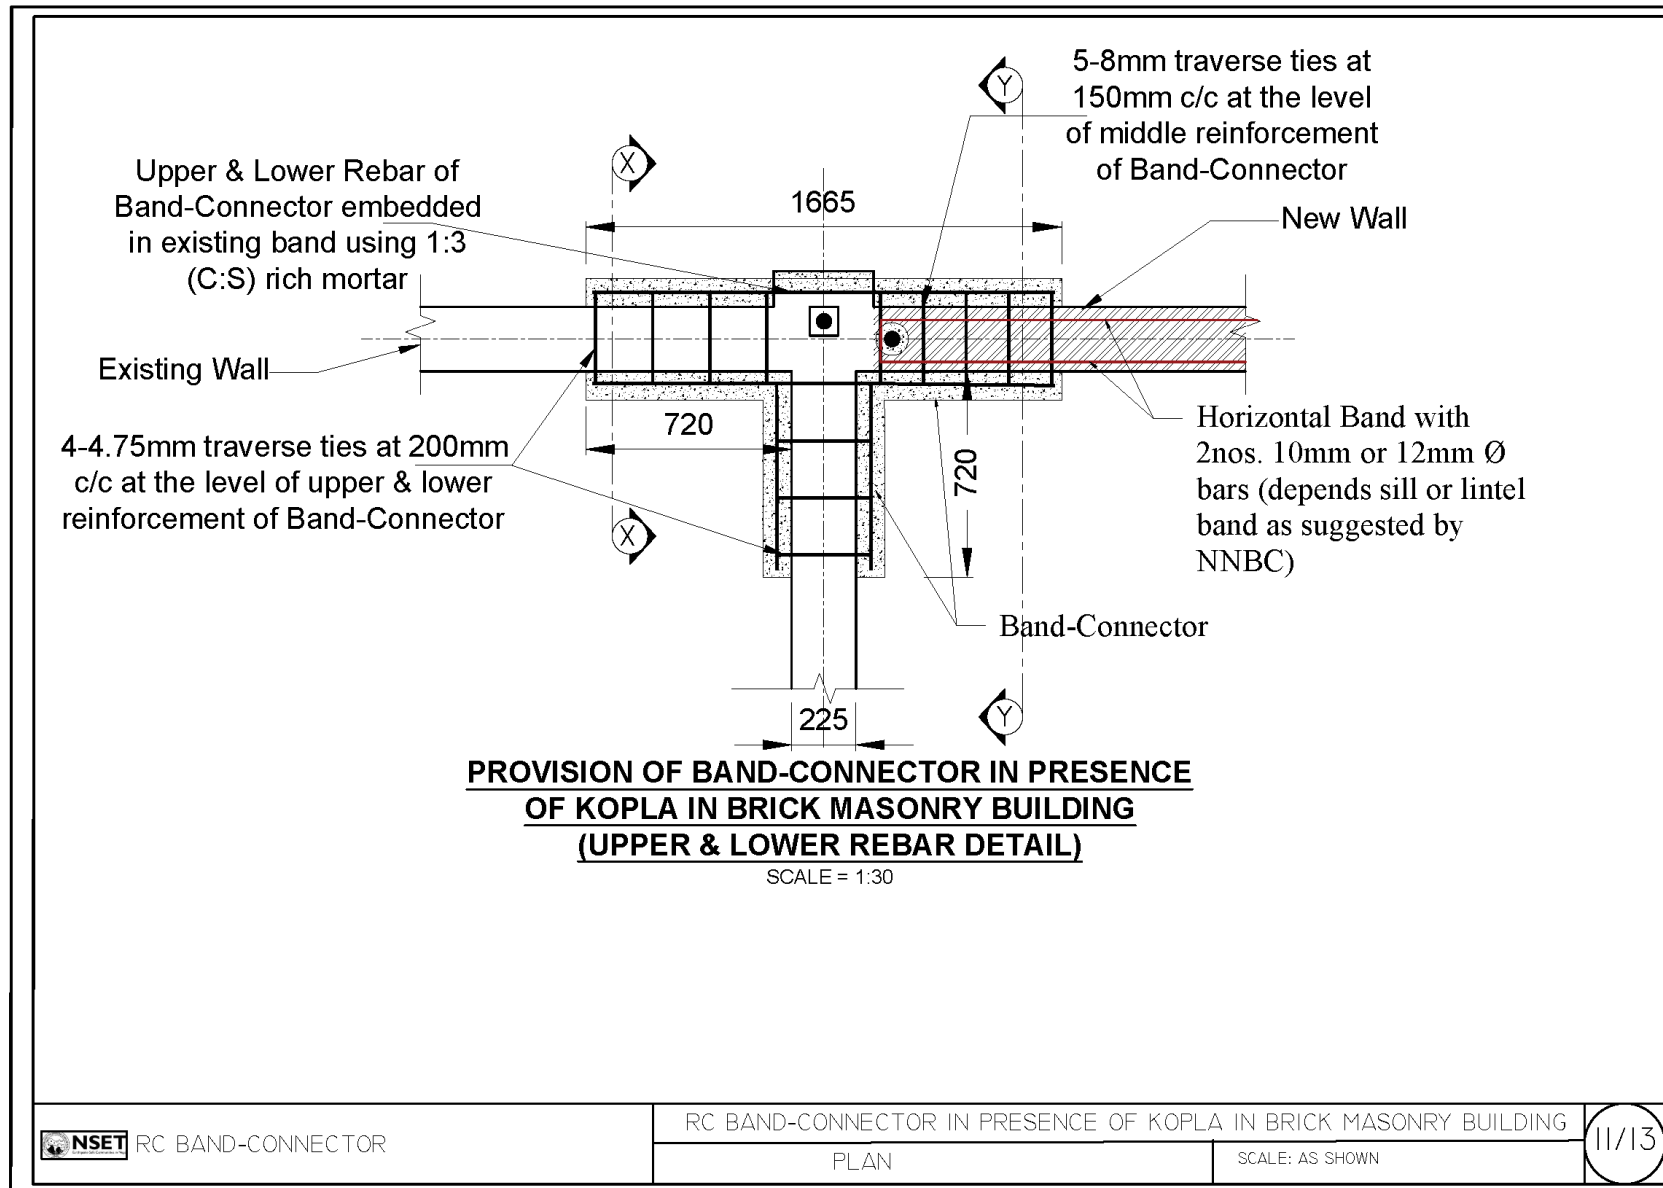 5-8mm traverse ties at
150mm c/c at the level
of middle reinforcement
of Band-Connector
Y
X
Upper & Lower Rebar of
Band-Connector embedded
in existing band using 1:3
(C:S) rich mortar
1665
New Wall
Existing Wall
720
4-4.75mm traverse ties at 200mm
c/c at the level of upper & lower
reinforcement of Band-Connector
720
Horizontal Band with
2nos. 10mm or 12mm Ø
bars (depends sill or lintel
band as suggested by
NNBC)
X
Band-Connector
Y
225
PROVISION OF BAND-CONNECTOR IN PRESENCE
OF KOPLA IN BRICK MASONRY BUILDING
(UPPER & LOWER REBAR DETAIL)
SCALE = 1:30
NSET
RC BAND-CONNECTOR
RC BAND-CONNECTOR IN PRESENCE OF KOPLA IN BRICK MASONRY BUILDING
PLAN
SCALE: AS SHOWN
11/13